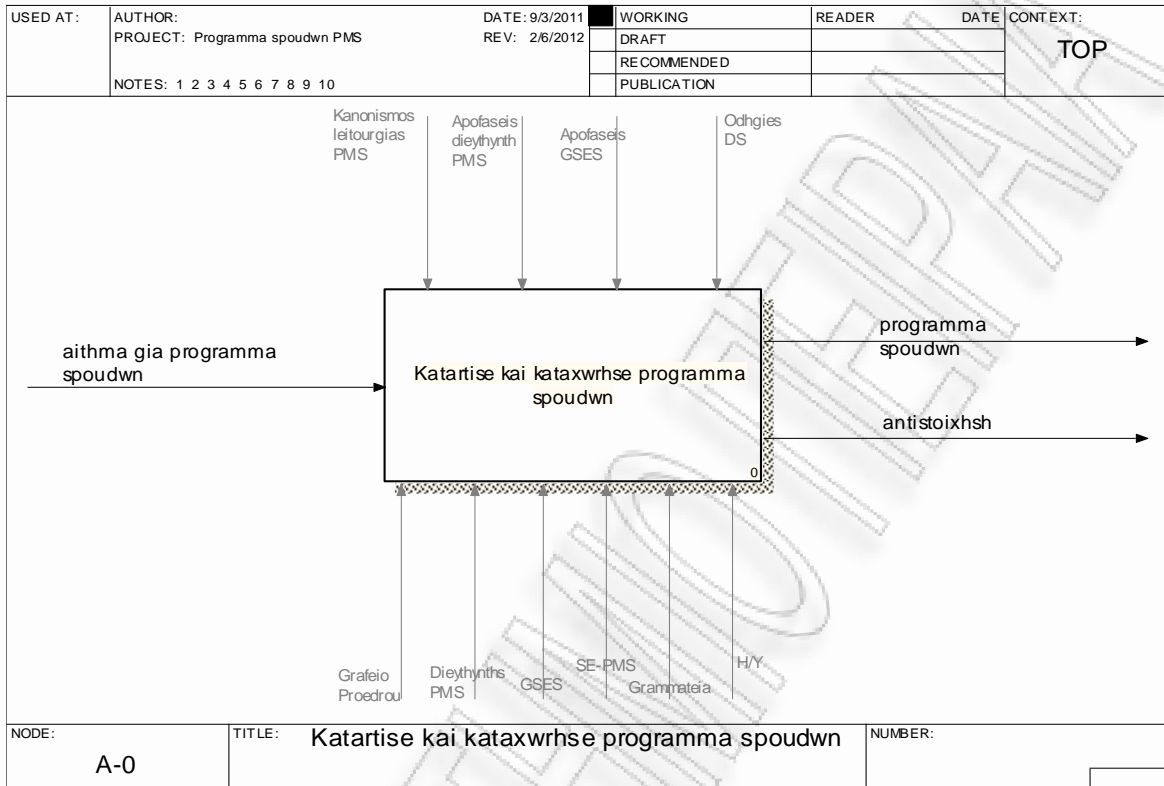 USED AT: AUTHOR: DATE: 9/3/2011 WORKING READER DATE CONTEXT:
PROJECT: Programma spoudwn PMS REV: 2/6/2012 DRAFT TOP
RECOMMENDED
NOTES: 1 2 3 4 5 6 7 8 9 10 PUBLICATION
Kanonismos
leitourgias
PMS
Apofaseis
dieythynth
PMS
Apofaseis
GSES
Odhgies
DS
aithma gia programma
spoudwn
Katartise kai kataxwrhse programma
spoudwn
0
programma
spoudwn
antistoixhsh
Grafeio
Proedrou
Dieythynths
PMS
GSES
SE-PMS
Grammateia
H/Y
NODE: TITLE: Katartise kai kataxwrhse programma spoudwn NUMBER:
A-0